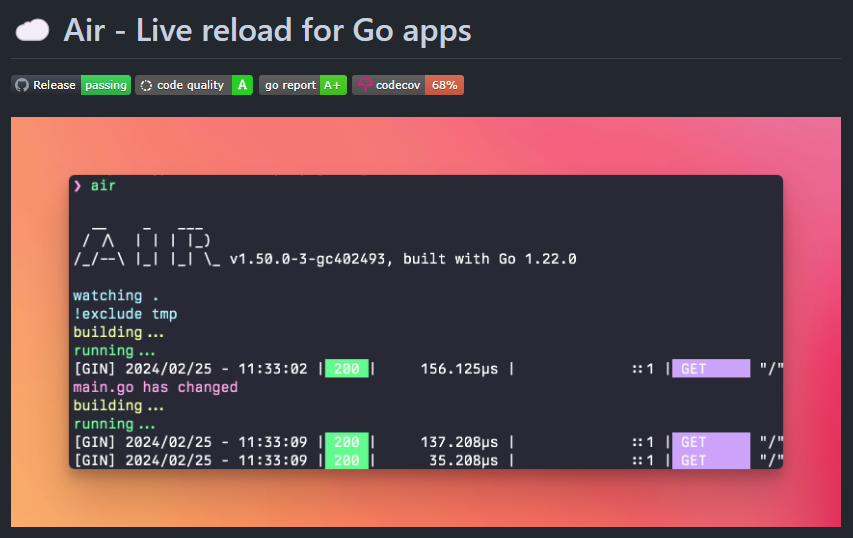 Air - Live reload for Go apps
Release passing code quality A go report A+ codecov 68%
❯ air
v1.50.0-3-gc402493, built with Go 1.22.0
watching .
!exclude tmp
building...
running...
[GIN] 2024/02/25 - 11:33:02 | 200 | 156.125µs | ::1 | GET "/"
main.go has changed
building...
running...
[GIN] 2024/02/25 - 11:33:09 | 200 | 137.208µs | ::1 | GET "/"
[GIN] 2024/02/25 - 11:33:09 | 200 | 35.208µs | ::1 | GET "/"